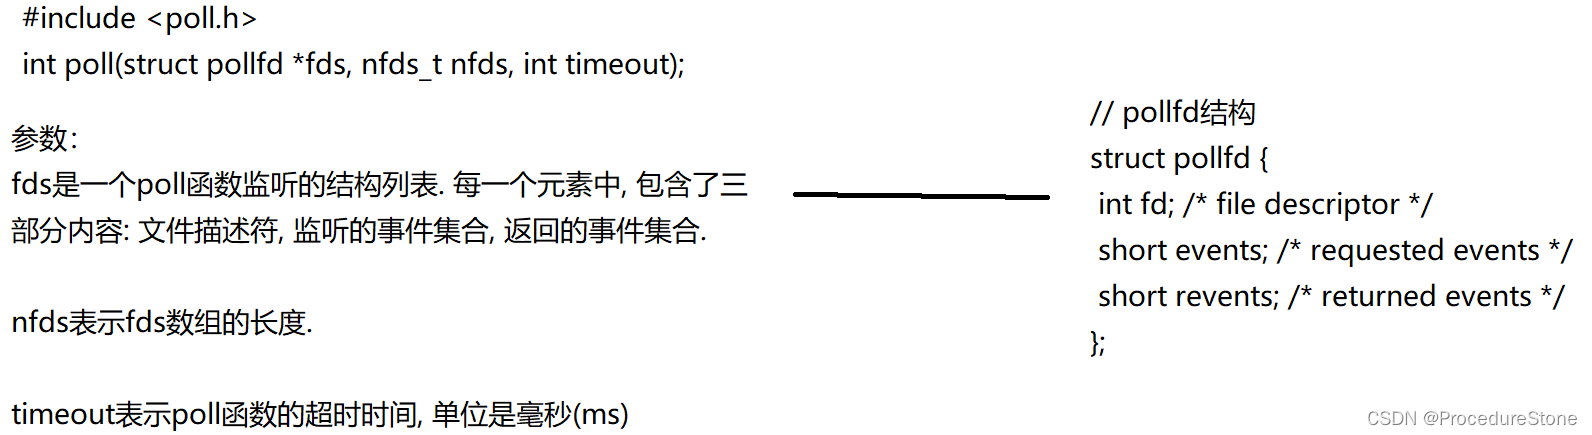 #include <poll.h>
int poll(struct pollfd *fds, nfds_t nfds, int timeout);
参数：
fds是一个poll函数监听的结构列表. 每一个元素中, 包含了三
部分内容: 文件描述符, 监听的事件集合, 返回的事件集合.
nfds表示fds数组的长度.
timeout表示poll函数的超时时间, 单位是毫秒(ms)
// pollfd结构
struct pollfd {
int fd; /* file descriptor */
short events; /* requested events */
short revents; /* returned events */
};
CSDN @ProcedureStone